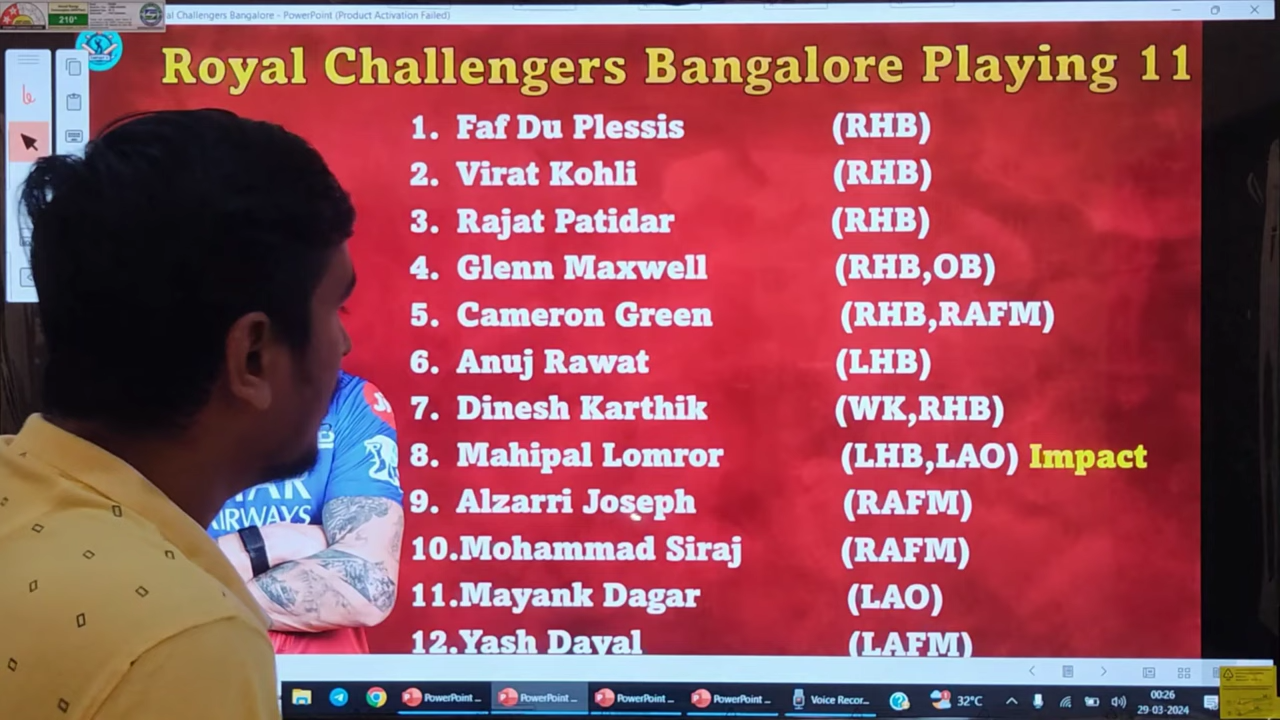 al Challengers Bangalore - PowerPoint (Product Activation Failed)
210*
Royal Challengers Bangalore Playing 11
1. Faf Du Plessis (RHB)
2. Virat Kohli (RHB)
3. Rajat Patidar (RHB)
4. Glenn Maxwell (RHB,OB)
5. Cameron Green (RHB,RAFM)
6. Anuj Rawat (LHB)
7. Dinesh Karthik (WK,RHB)
8. Mahipal Lomror (LHB,LAO) Impact
9. Alzarri Joseph (RAFM)
10.Mohammad Siraj (RAFM)
11.Mayank Dagar (LAO)
12.Yash Dayal (LAFM)
AIRWAYS
PowerPoint ... PowerPoint ... PowerPoint ... PowerPoint ... Voice Recor... 32°C 00:26
29-03-2024